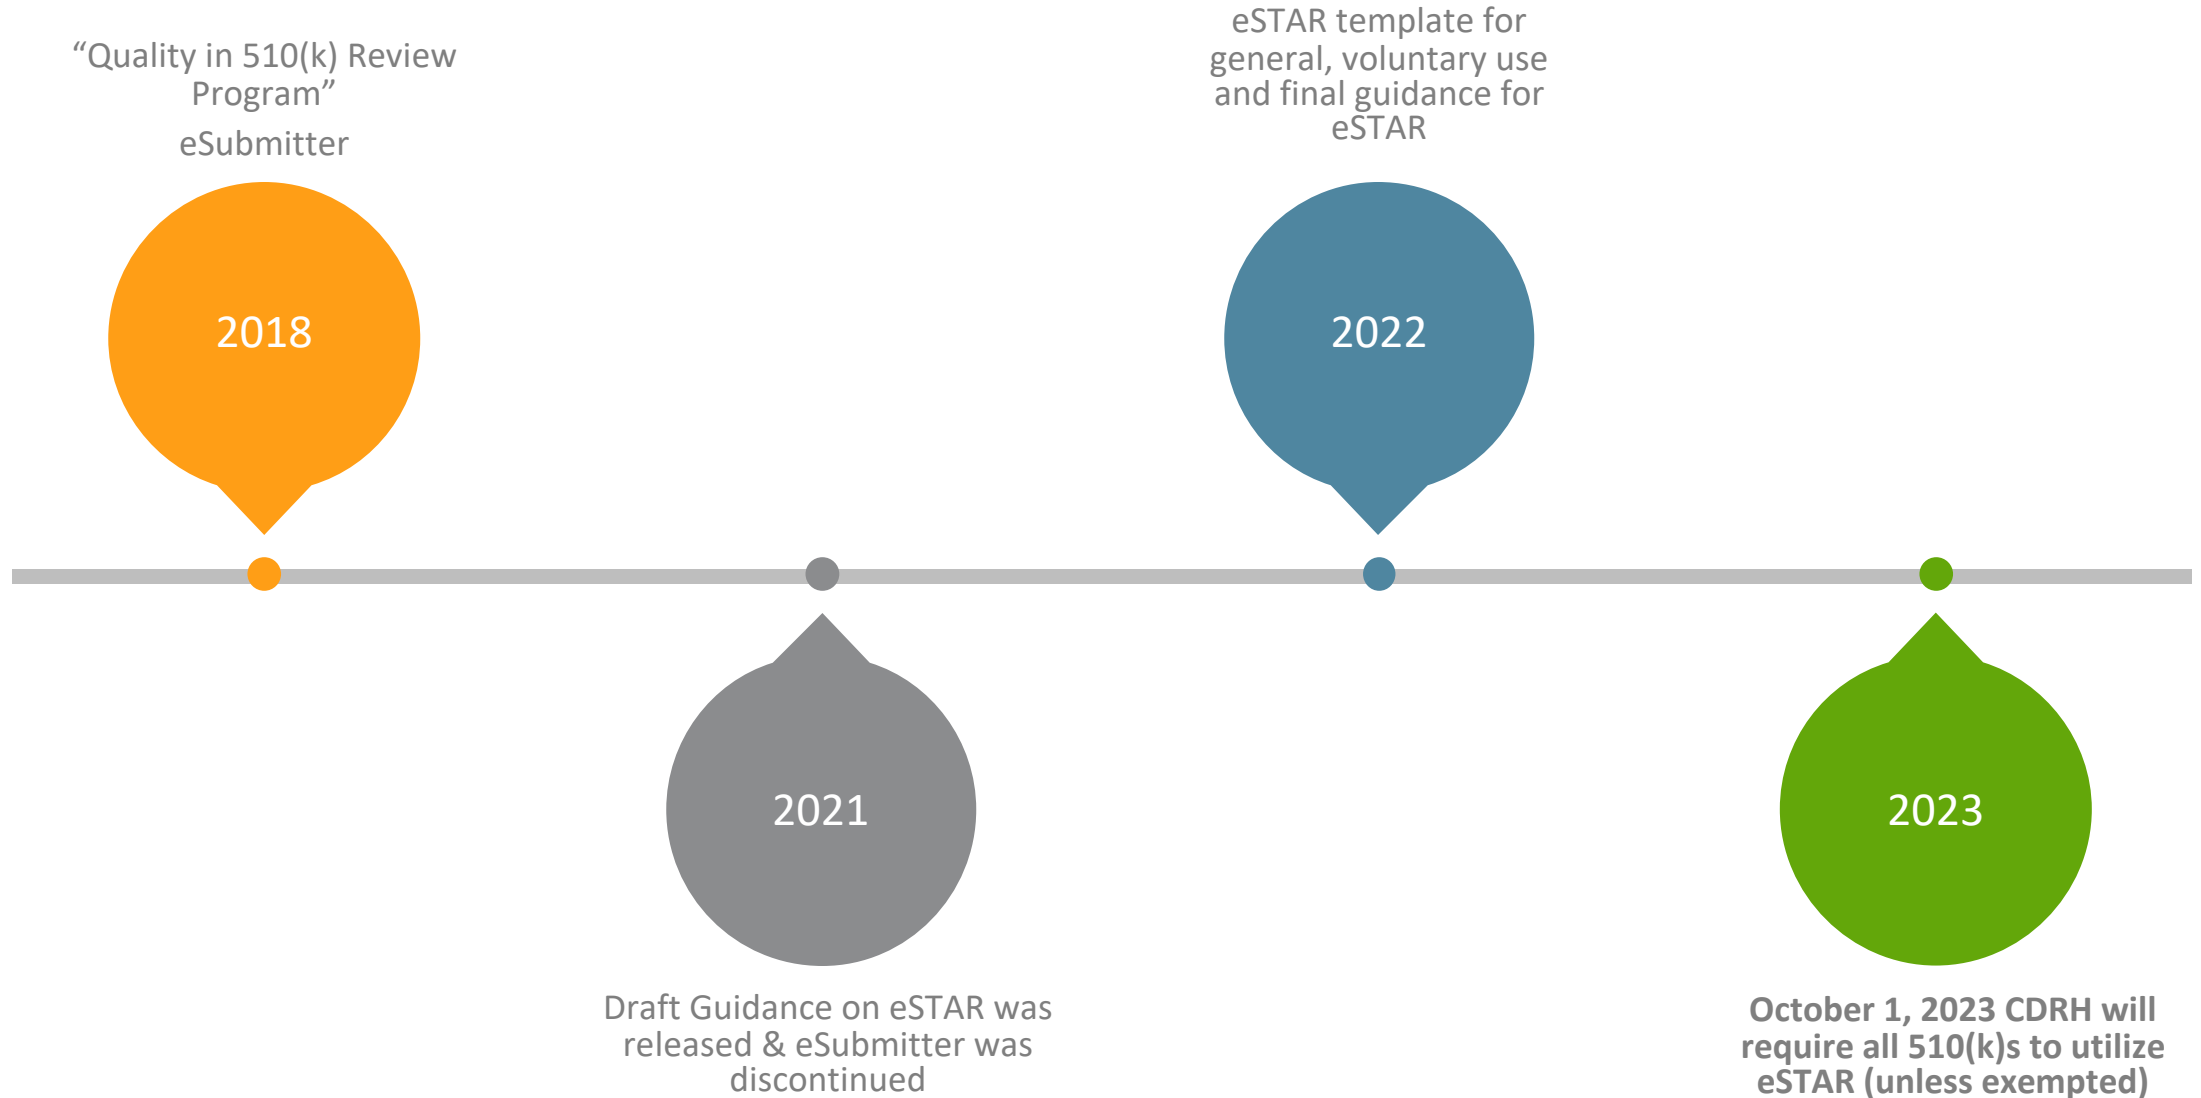 “Quality in 510(k) Review
Program”
eSubmitter
2018
Draft Guidance on eSTAR was
released & eSubmitter was
discontinued
2021
eSTAR template for
general, voluntary use
and final guidance for
eSTAR
2022
2023
October 1, 2023 CDRH will
require all 510(k)s to utilize
eSTAR (unless exempted)